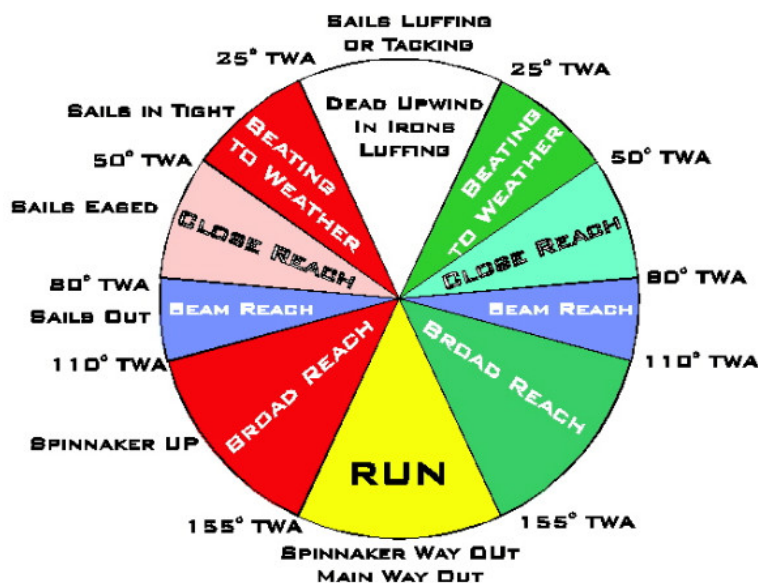 Sails Luffing
or Tacking
25° TWA
25° TWA
Dead Upwind
In Irons
Luffing
Sails in Tight
Beating
to Weather
Beating
to Weather
50° TWA
50° TWA
Sails Eased
Close Reach
Close Reach
80° TWA
80° TWA
Sails Out
Beam Reach
Beam Reach
110° TWA
110° TWA
Broad Reach
Broad Reach
Spinnaker Up
RUN
155° TWA
155° TWA
Spinnaker Way Out
Main Way Out